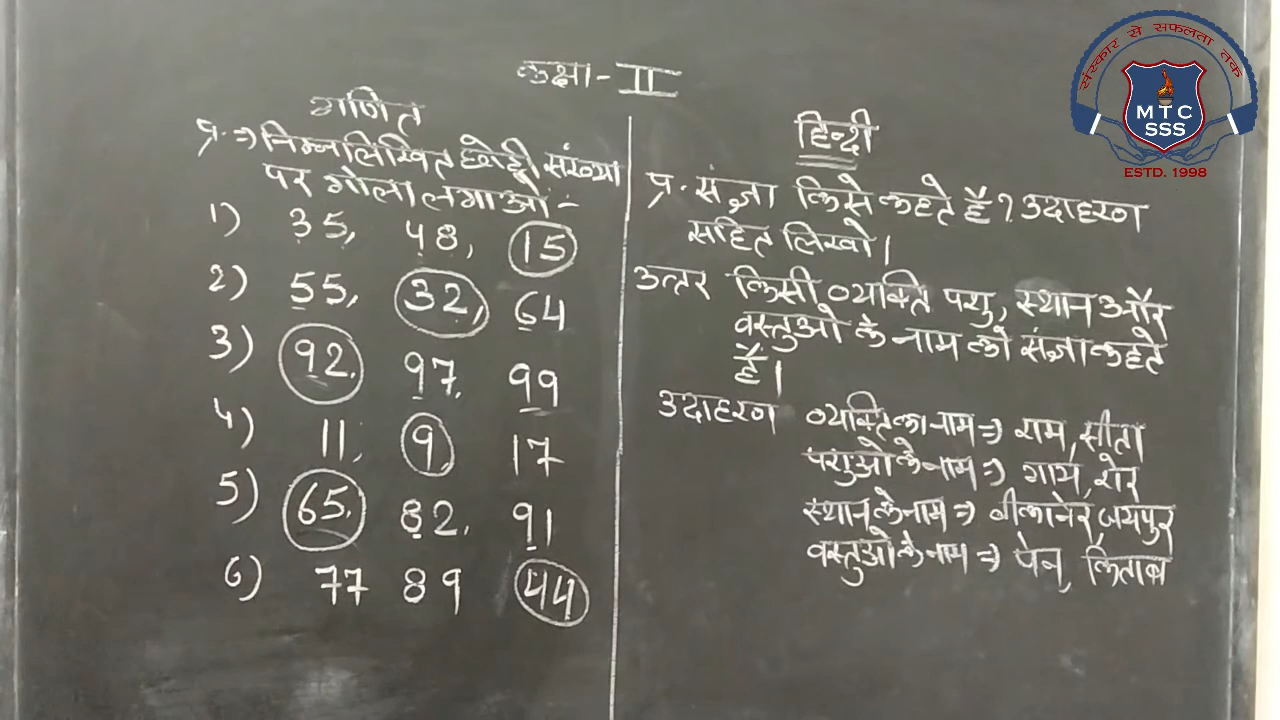 कक्षा - II
गणित
प्र. ⇒ निम्नलिखित छोटी संख्या
पर गोला लगाओ:-
1) 35, 48, 15
2) 55, 32, 64
3) 92. 97. 99
4) 11, 9 17
5) 65. 82. 91
6) 77 89 44
हिन्दी
प्र. संज्ञा किसे कहते हैं ? उदाहरण
सहित लिखो।
उत्तर किसी व्यक्ति पशु, स्थान और
वस्तुओ के नाम को संज्ञा कहते
हैं।
उदाहरण व्यक्ति का नाम ⇒ राम, सीता
पशुओ के नाम ⇒ गाय, शेर
स्थान के नाम ⇒ बीकानेर, जयपुर
वस्तुओ के नाम ⇒ पेन, किताब
संस्कार से सफलता तक
MTC
SSS
ESTD. 1998